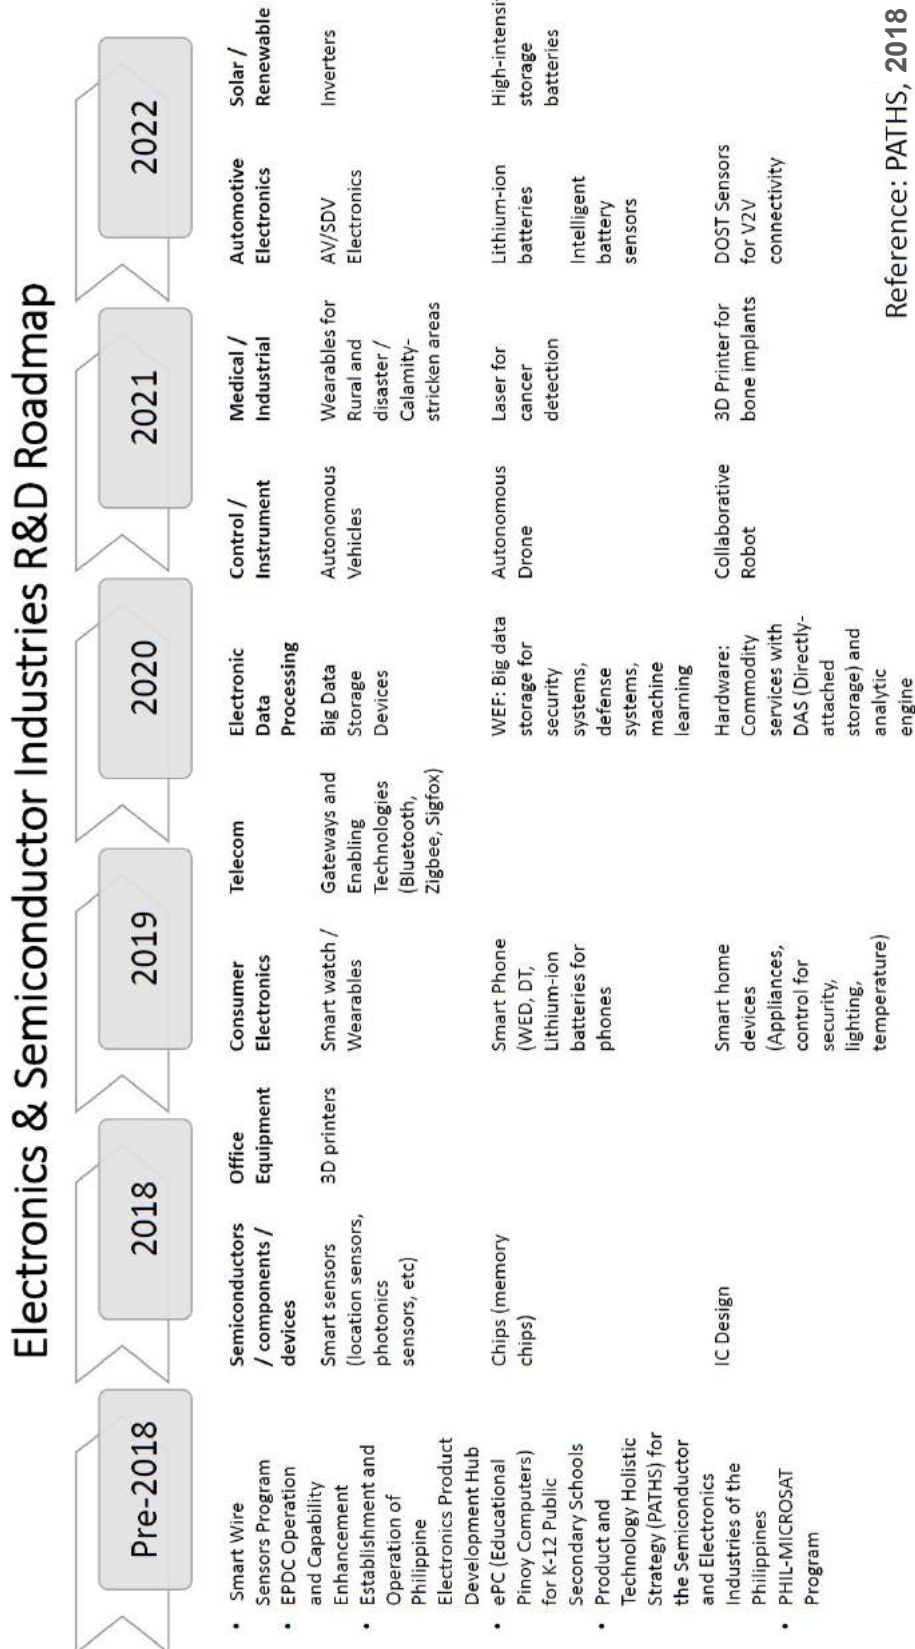 Electronics & Semiconductor Industries R&D Roadmap
Pre-2018
2018
2019
2020
2021
2022
• Smart Wire
Sensors Program
• EPDC Operation
and Capability
Enhancement
• Establishment and
Operation of
Philippine
Electronics Product
Development Hub
• ePC (Educational
Pinoy Computers)
for K-12 Public
Secondary Schools
• Product and
Technology Holistic
Strategy (PATHS) for
the Semiconductor
and Electronics
Industries of the
Philippines
• PHIL-MICROSAT
Program
Semiconductors
/ components /
devices
Smart sensors
(location sensors,
photonics
sensors, etc)
Chips (memory
chips)
IC Design
Office
Equipment
3D printers
Consumer
Electronics
Smart watch /
Wearables
Smart Phone
(WED, DT,
Lithium-ion
batteries for
phones
Smart home
devices
(Appliances,
control for
security,
lighting,
temperature)
Telecom
Gateways and
Enabling
Technologies
(Bluetooth,
Zigbee, Sigfox)
Electronic
Data
Processing
Big Data
Storage
Devices
WEF: Big data
storage for
security
systems,
defense
systems,
machine
learning
Hardware:
Commodity
services with
DAS (Directly-
attached
storage) and
analytic
engine
Control /
Instrument
Autonomous
Vehicles
Autonomous
Drone
Collaborative
Robot
Medical /
Industrial
Wearables for
Rural and
disaster /
Calamity-
stricken areas
Laser for
cancer
detection
3D Printer for
bone implants
Automotive
Electronics
AV/SDV
Electronics
Lithium-ion
batteries
Intelligent
battery
sensors
DOST Sensors
for V2V
connectivity
Solar /
Renewable
Inverters
High-intensi
storage
batteries
Reference: PATHS, 2018